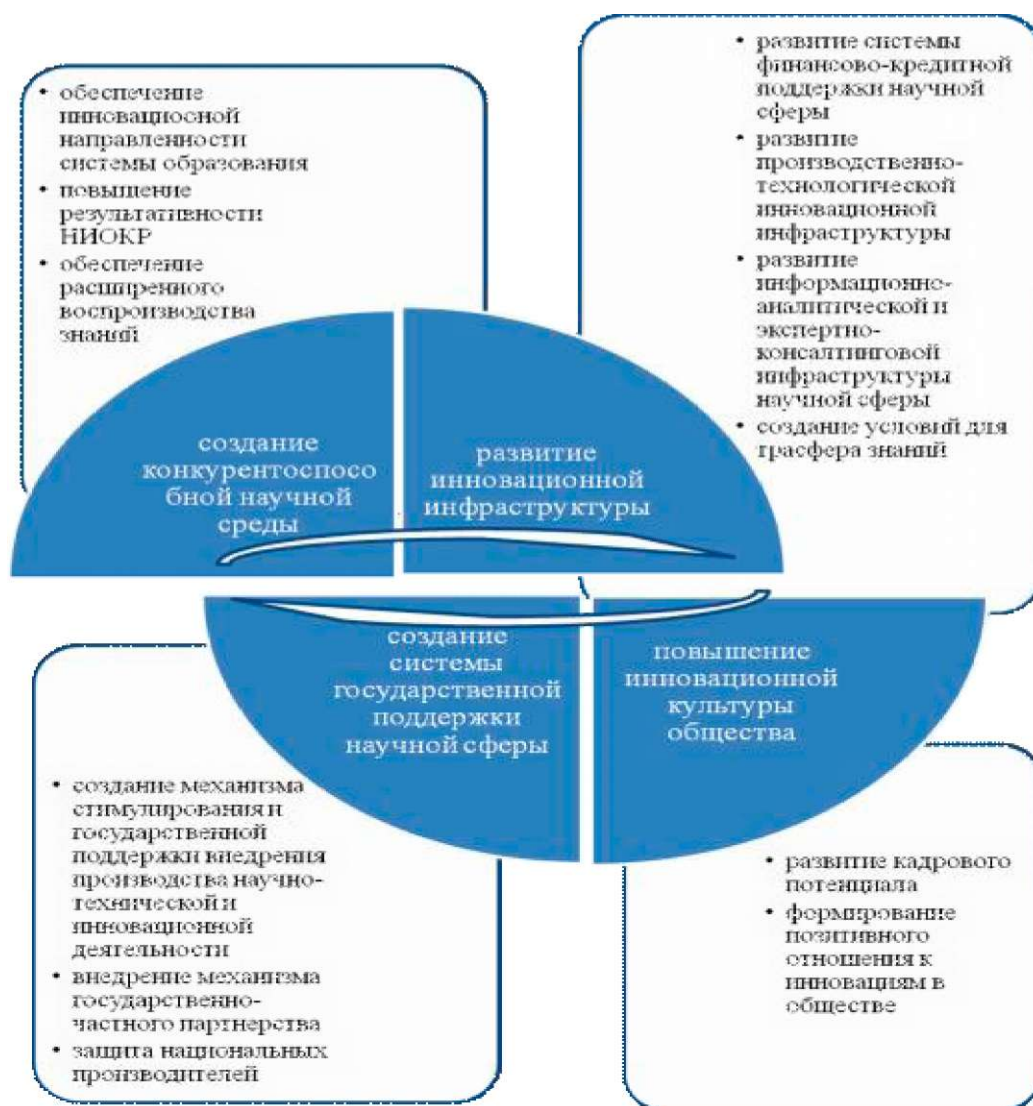 • обеспечение
инновациосной
направленности
системы образования
• повышение
результативности
НИОКР
• обеспечение
расширенного
воспроизводства
знаний
• развитие системы
финансово-кредитной
поддержки научной
сферы
• развитие
производственно-
технологической
инновационной
инфраструктуры
• развитие
информационно-
аналитической и
экспертно-
консалтинговой
инфраструктуры
научной сферы
• создание условий для
трасфера знаний
создание
конкурентоспосо
бной научной
среды
развитие
инновационной
инфраструктуры
создание
системы
государственной
поддержки
научной сферы
повышение
инновационной
культуры
общества
• создание механизма
стимулирования и
государственной
поддержки внедрения
производства научно-
технической и
инновационной
деятельности
• внедрение механизма
государственно-
частного партнерства
• защита национальных
производителей
• развитие кадрового
потенциала
• формирование
позитивного
отношения к
инновациям в
обществе